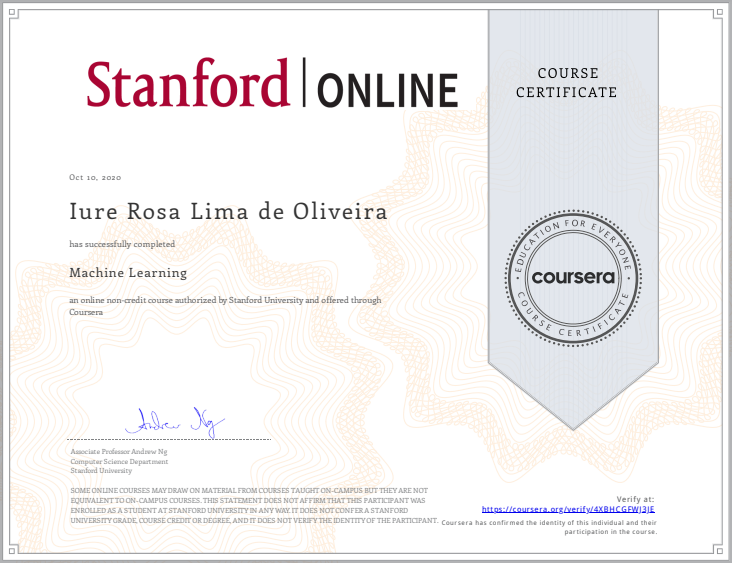 Stanford | ONLINE
COURSE
CERTIFICATE
Oct 10, 2020
Iure Rosa Lima de Oliveira
has successfully completed
Machine Learning
an online non-credit course authorized by Stanford University and offered through
Coursera
EDUCATION FOR EVERYONE
coursera
COURSE CERTIFICATE
Andrew Ng
Associate Professor Andrew Ng
Computer Science Department
Stanford University
SOME ONLINE COURSES MAY DRAW ON MATERIAL FROM COURSES TAUGHT ON-CAMPUS BUT THEY ARE NOT
EQUIVALENT TO ON-CAMPUS COURSES. THIS STATEMENT DOES NOT AFFIRM THAT THIS PARTICIPANT WAS
ENROLLED AS A STUDENT AT STANFORD UNIVERSITY IN ANY WAY. IT DOES NOT CONFER A STANFORD
UNIVERSITY GRADE, COURSE CREDIT OR DEGREE, AND IT DOES NOT VERIFY THE IDENTITY OF THE PARTICIPANT.
Verify at:
https://coursera.org/verify/4XBHCGFWJ3JE
Coursera has confirmed the identity of this individual and their
participation in the course.